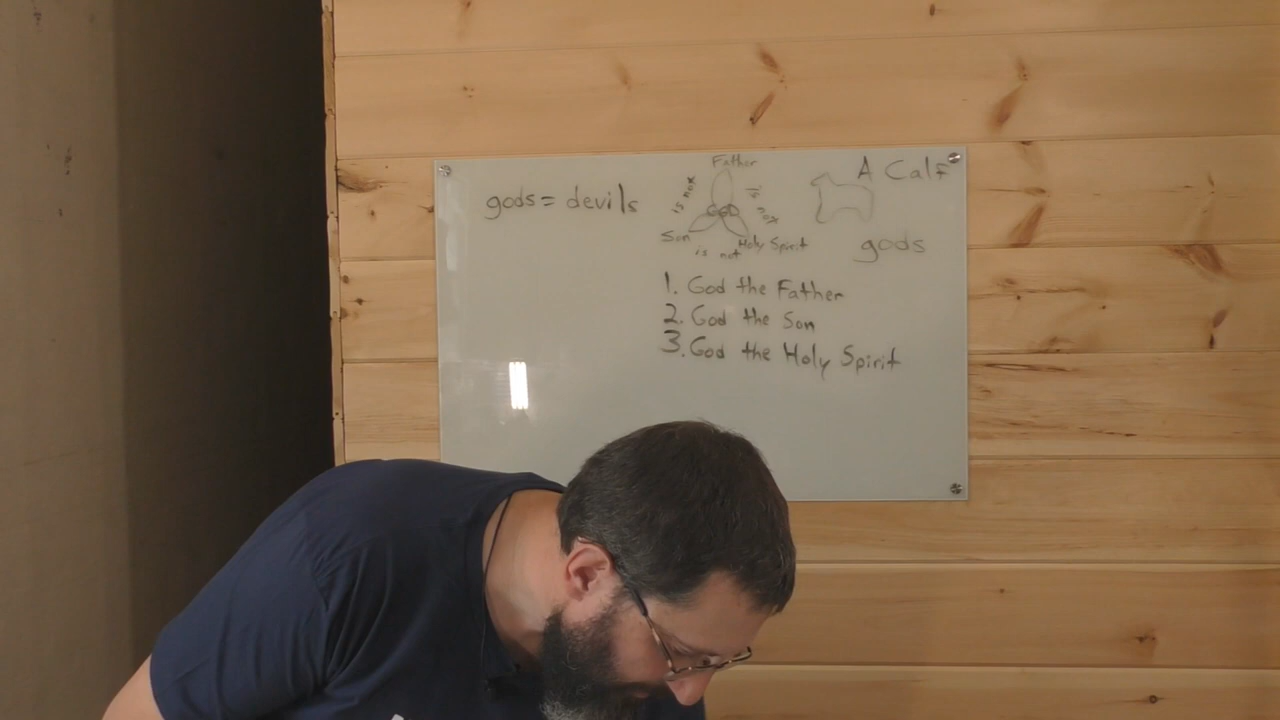 gods = devils
Father
is not
is not
God
Son
Holy Spirit
is not
A Calf
gods
1. God the Father
2. God the Son
3. God the Holy Spirit